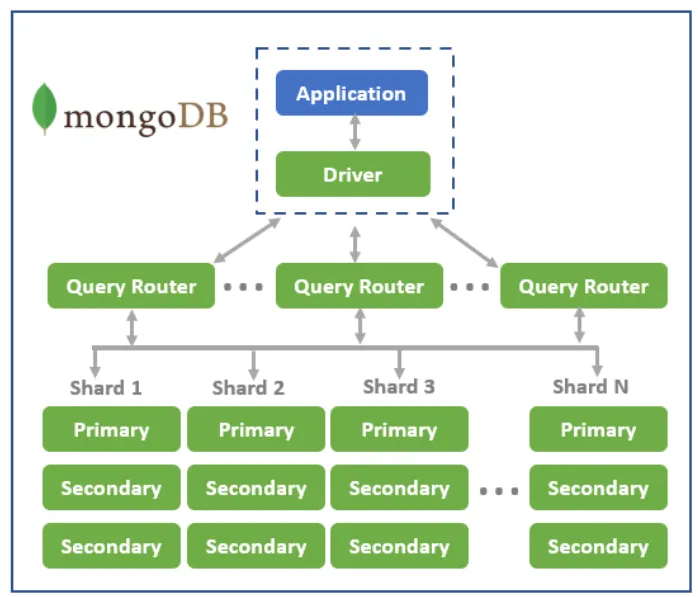 mongoDB
Application
Driver
Query Router ... Query Router ... Query Router
Shard 1 Shard 2 Shard 3 Shard N
Primary Primary Primary Primary
Secondary Secondary Secondary ... Secondary
Secondary Secondary Secondary Secondary